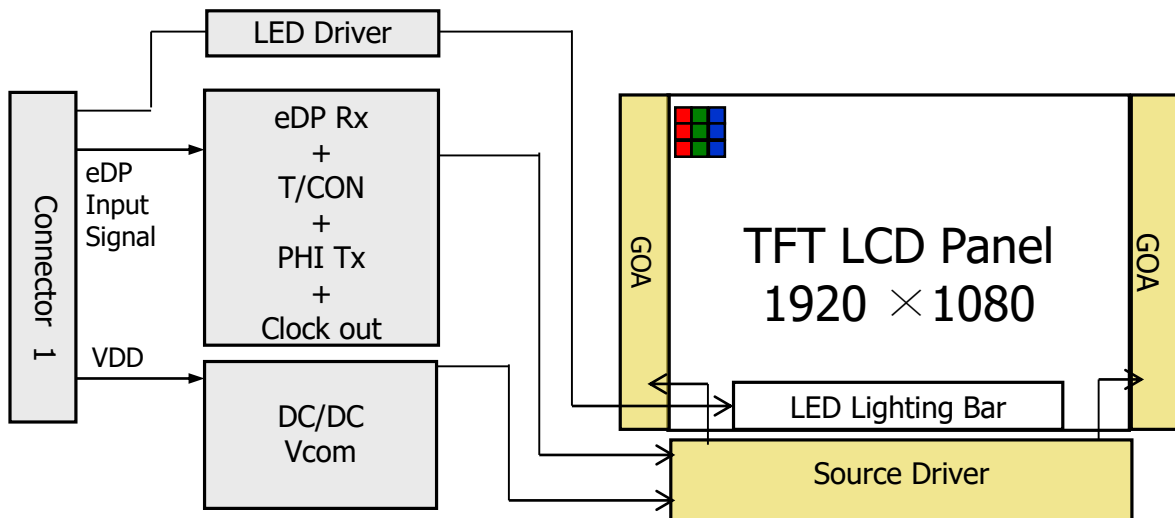 LED Driver
eDP Rx
+
T/CON
+
PHI Tx
+
Clock out
eDP
Input
Signal
Connector 1
VDD
DC/DC
Vcom
GOA
TFT LCD Panel
1920 ×1080
GOA
LED Lighting Bar
Source Driver